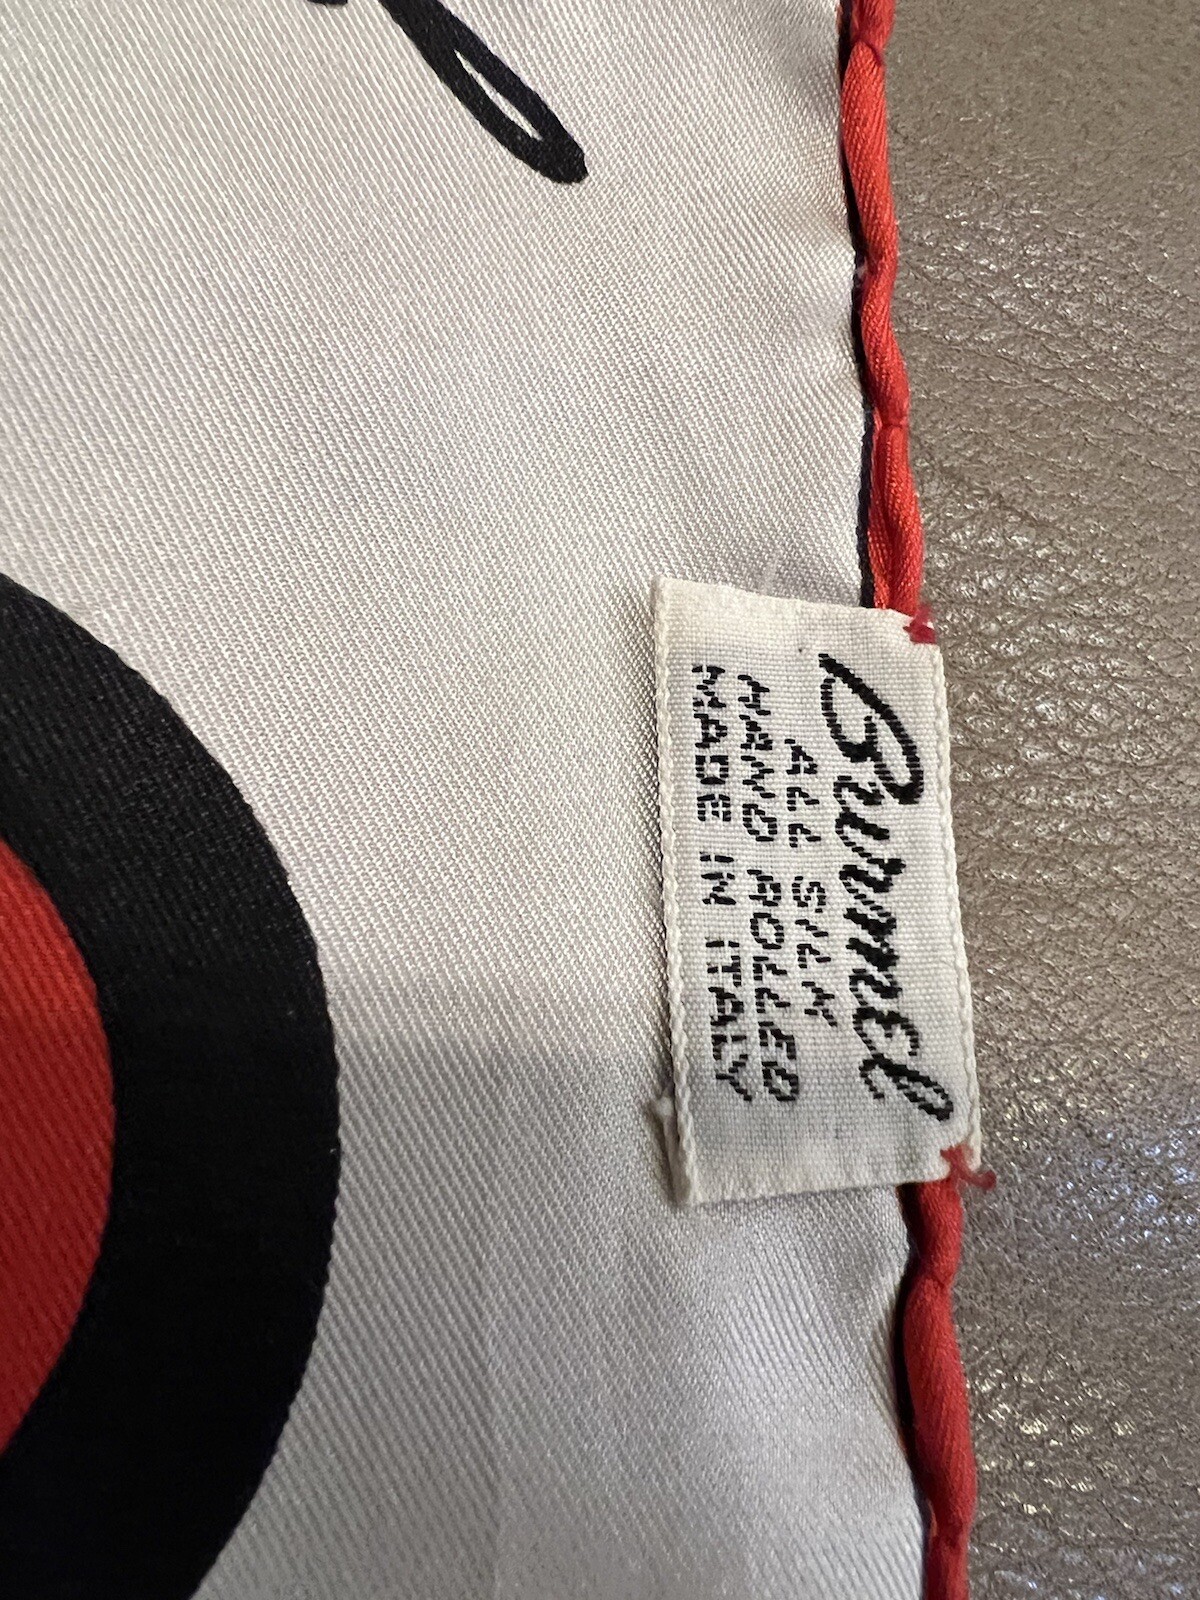 Burmel
ALL SILK
HAND ROLLED
MADE IN ITALY